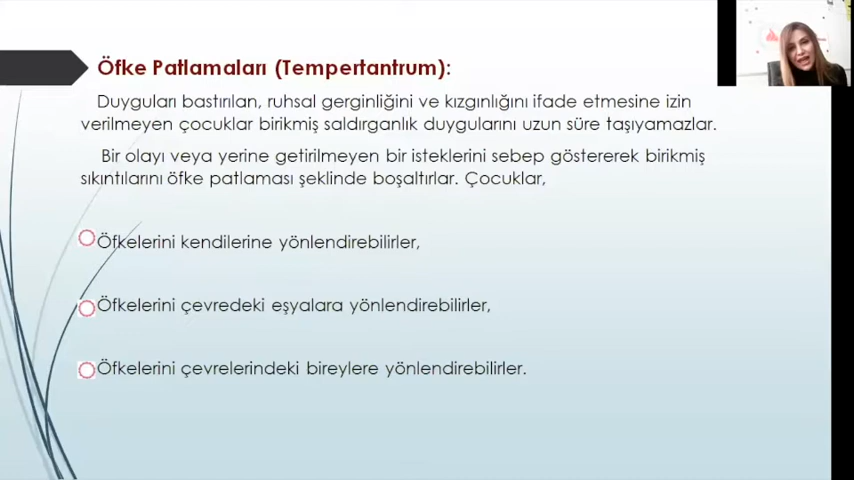 Öfke Patlamaları (Tempertantrum):
Duyguları bastırılan, ruhsal gerginliğini ve kızgınlığını ifade etmesine izin
verilmeyen çocuklar birikmiş saldırganlık duygularını uzun süre taşıyamazlar.
Bir olayı veya yerine getirilmeyen bir isteklerini sebep göstererek birikmiş
sıkıntılarını öfke patlaması şeklinde boşaltırlar. Çocuklar,
Öfkelerini kendilerine yönlendirebilirler,
Öfkelerini çevredeki eşyalara yönlendirebilirler,
Öfkelerini çevrelerindeki bireylere yönlendirebilirler.